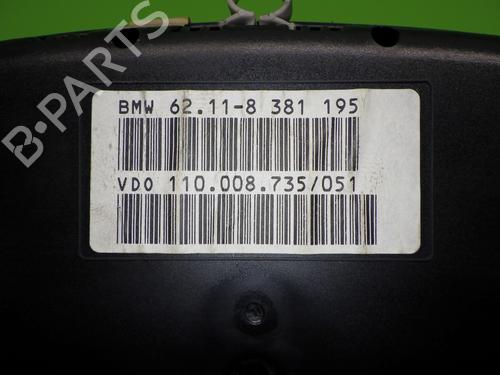 BMW 62.11-8 381 195
VDO 110.008.735/051
B-PARTS